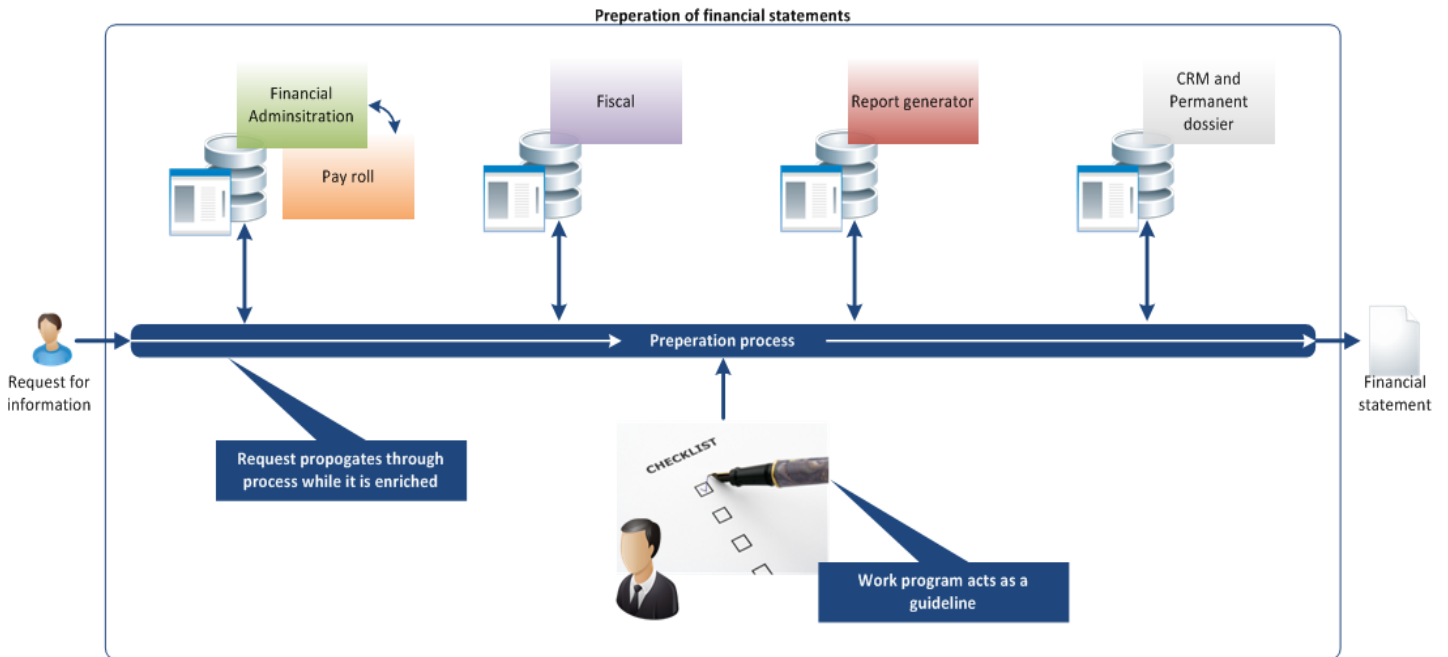 Preperation of financial statements
Financial
Adminsitration
Pay roll
Fiscal
Report generator
CRM and
Permanent
dossier
Request for
information
Preperation process
Financial
statement
Request propogates through
process while it is enriched
CHECKLIST
Work program acts as a
guideline